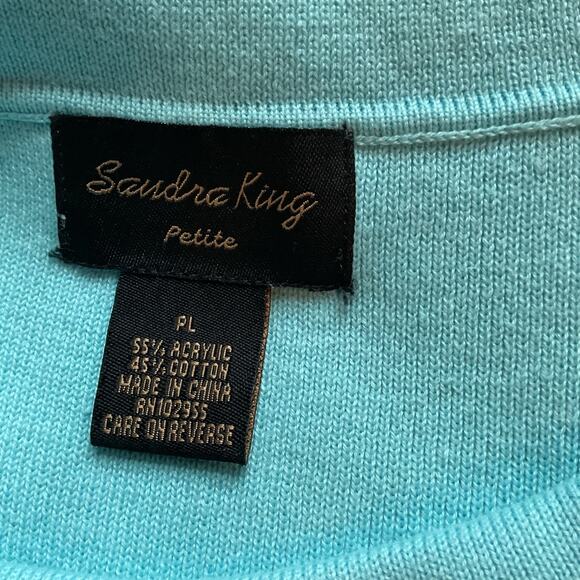 Sandra King
Petite
PL
55% ACRYLIC
45% COTTON
MADE IN CHINA
RN102955
CARE ON REVERSE